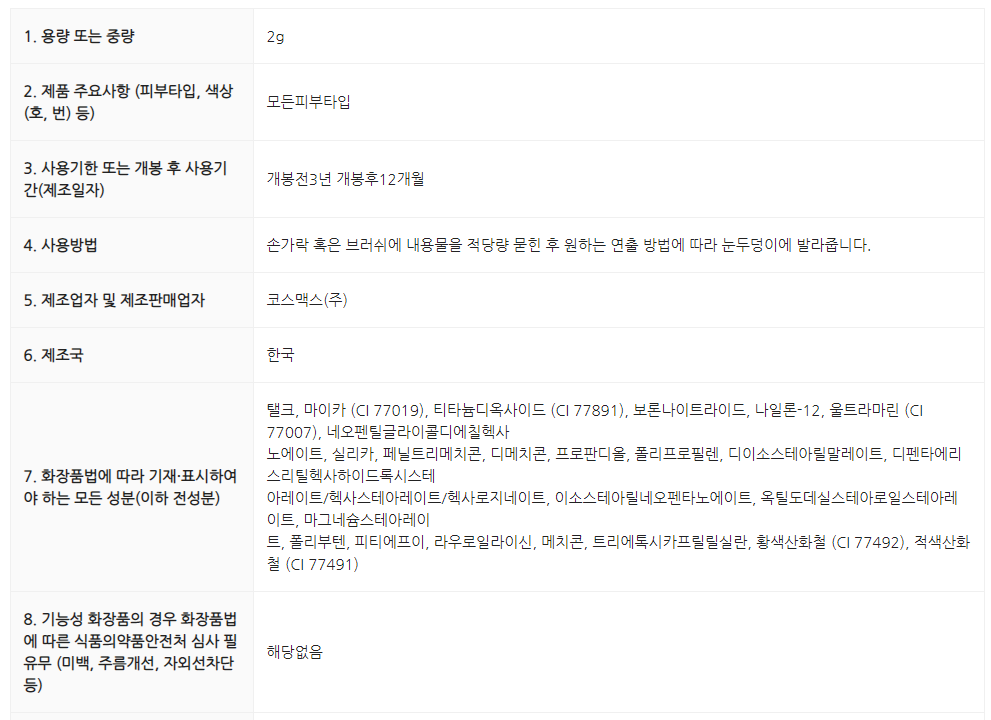 1. 용량 또는 중량
2g
2. 제품 주요사항 (피부타입, 색상
(호, 번) 등)
모든피부타입
3. 사용기한 또는 개봉 후 사용기
간(제조일자)
개봉전3년 개봉후12개월
4. 사용방법
손가락 혹은 브러쉬에 내용물을 적당량 묻힌 후 원하는 연출 방법에 따라 눈두덩이에 발라줍니다.
5. 제조업자 및 제조판매업자
코스맥스(주)
6. 제조국
한국
7. 화장품법에 따라 기재·표시하여
야 하는 모든 성분(이하 전성분)
탤크, 마이카 (CI 77019), 티타늄디옥사이드 (CI 77891), 보론나이트라이드, 나일론-12, 울트라마린 (CI
77007), 네오펜틸글라이콜디에칠헥사
노에이트, 실리카, 페닐트리메치콘, 디메치콘, 프로판디올, 폴리프로필렌, 디이소스테아릴말레이트, 디펜타에리
스리틸헥사하이드록시스테
아레이트/헥사스테아레이트/헥사로지네이트, 이소스테아릴네오펜타노에이트, 옥틸도데실스테아로일스테아레
이트, 마그네슘스테아레이
트, 폴리부텐, 피티에프이, 라우로일라이신, 메치콘, 트리에톡시카프릴릴실란, 황색산화철 (CI 77492), 적색산화
철 (CI 77491)
8. 기능성 화장품의 경우 화장품법
에 따른 식품의약품안전처 심사 필
유무 (미백, 주름개선, 자외선차단
등)
해당없음